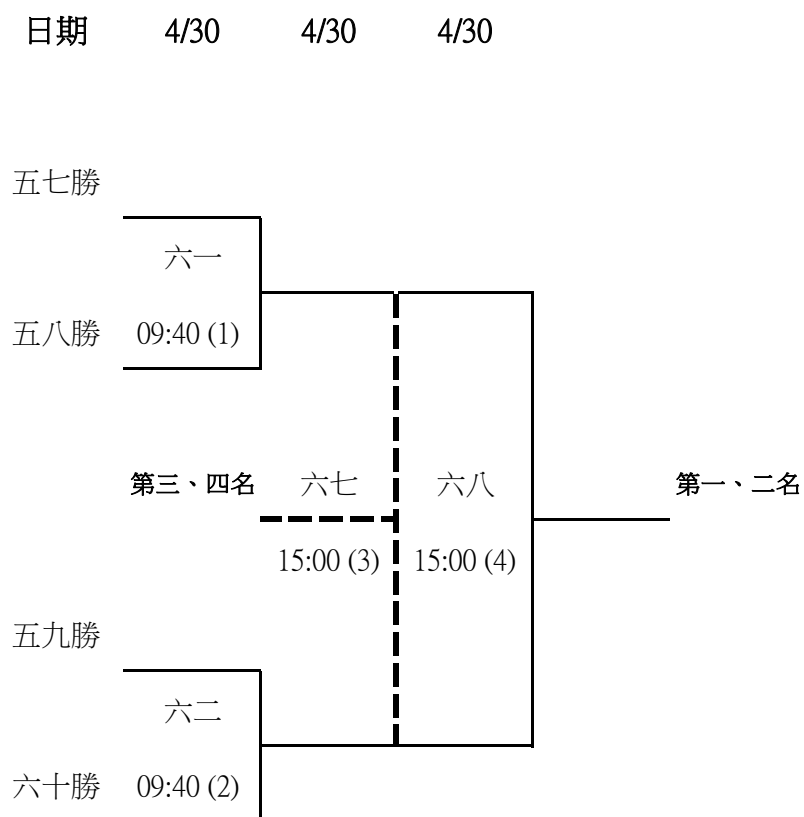 日期 4/30 4/30 4/30
五七勝
六一
五八勝 09:40 (1)
第三、四名 六七 六八 第一、二名
15:00 (3) 15:00 (4)
五九勝
六二
六十勝 09:40 (2)